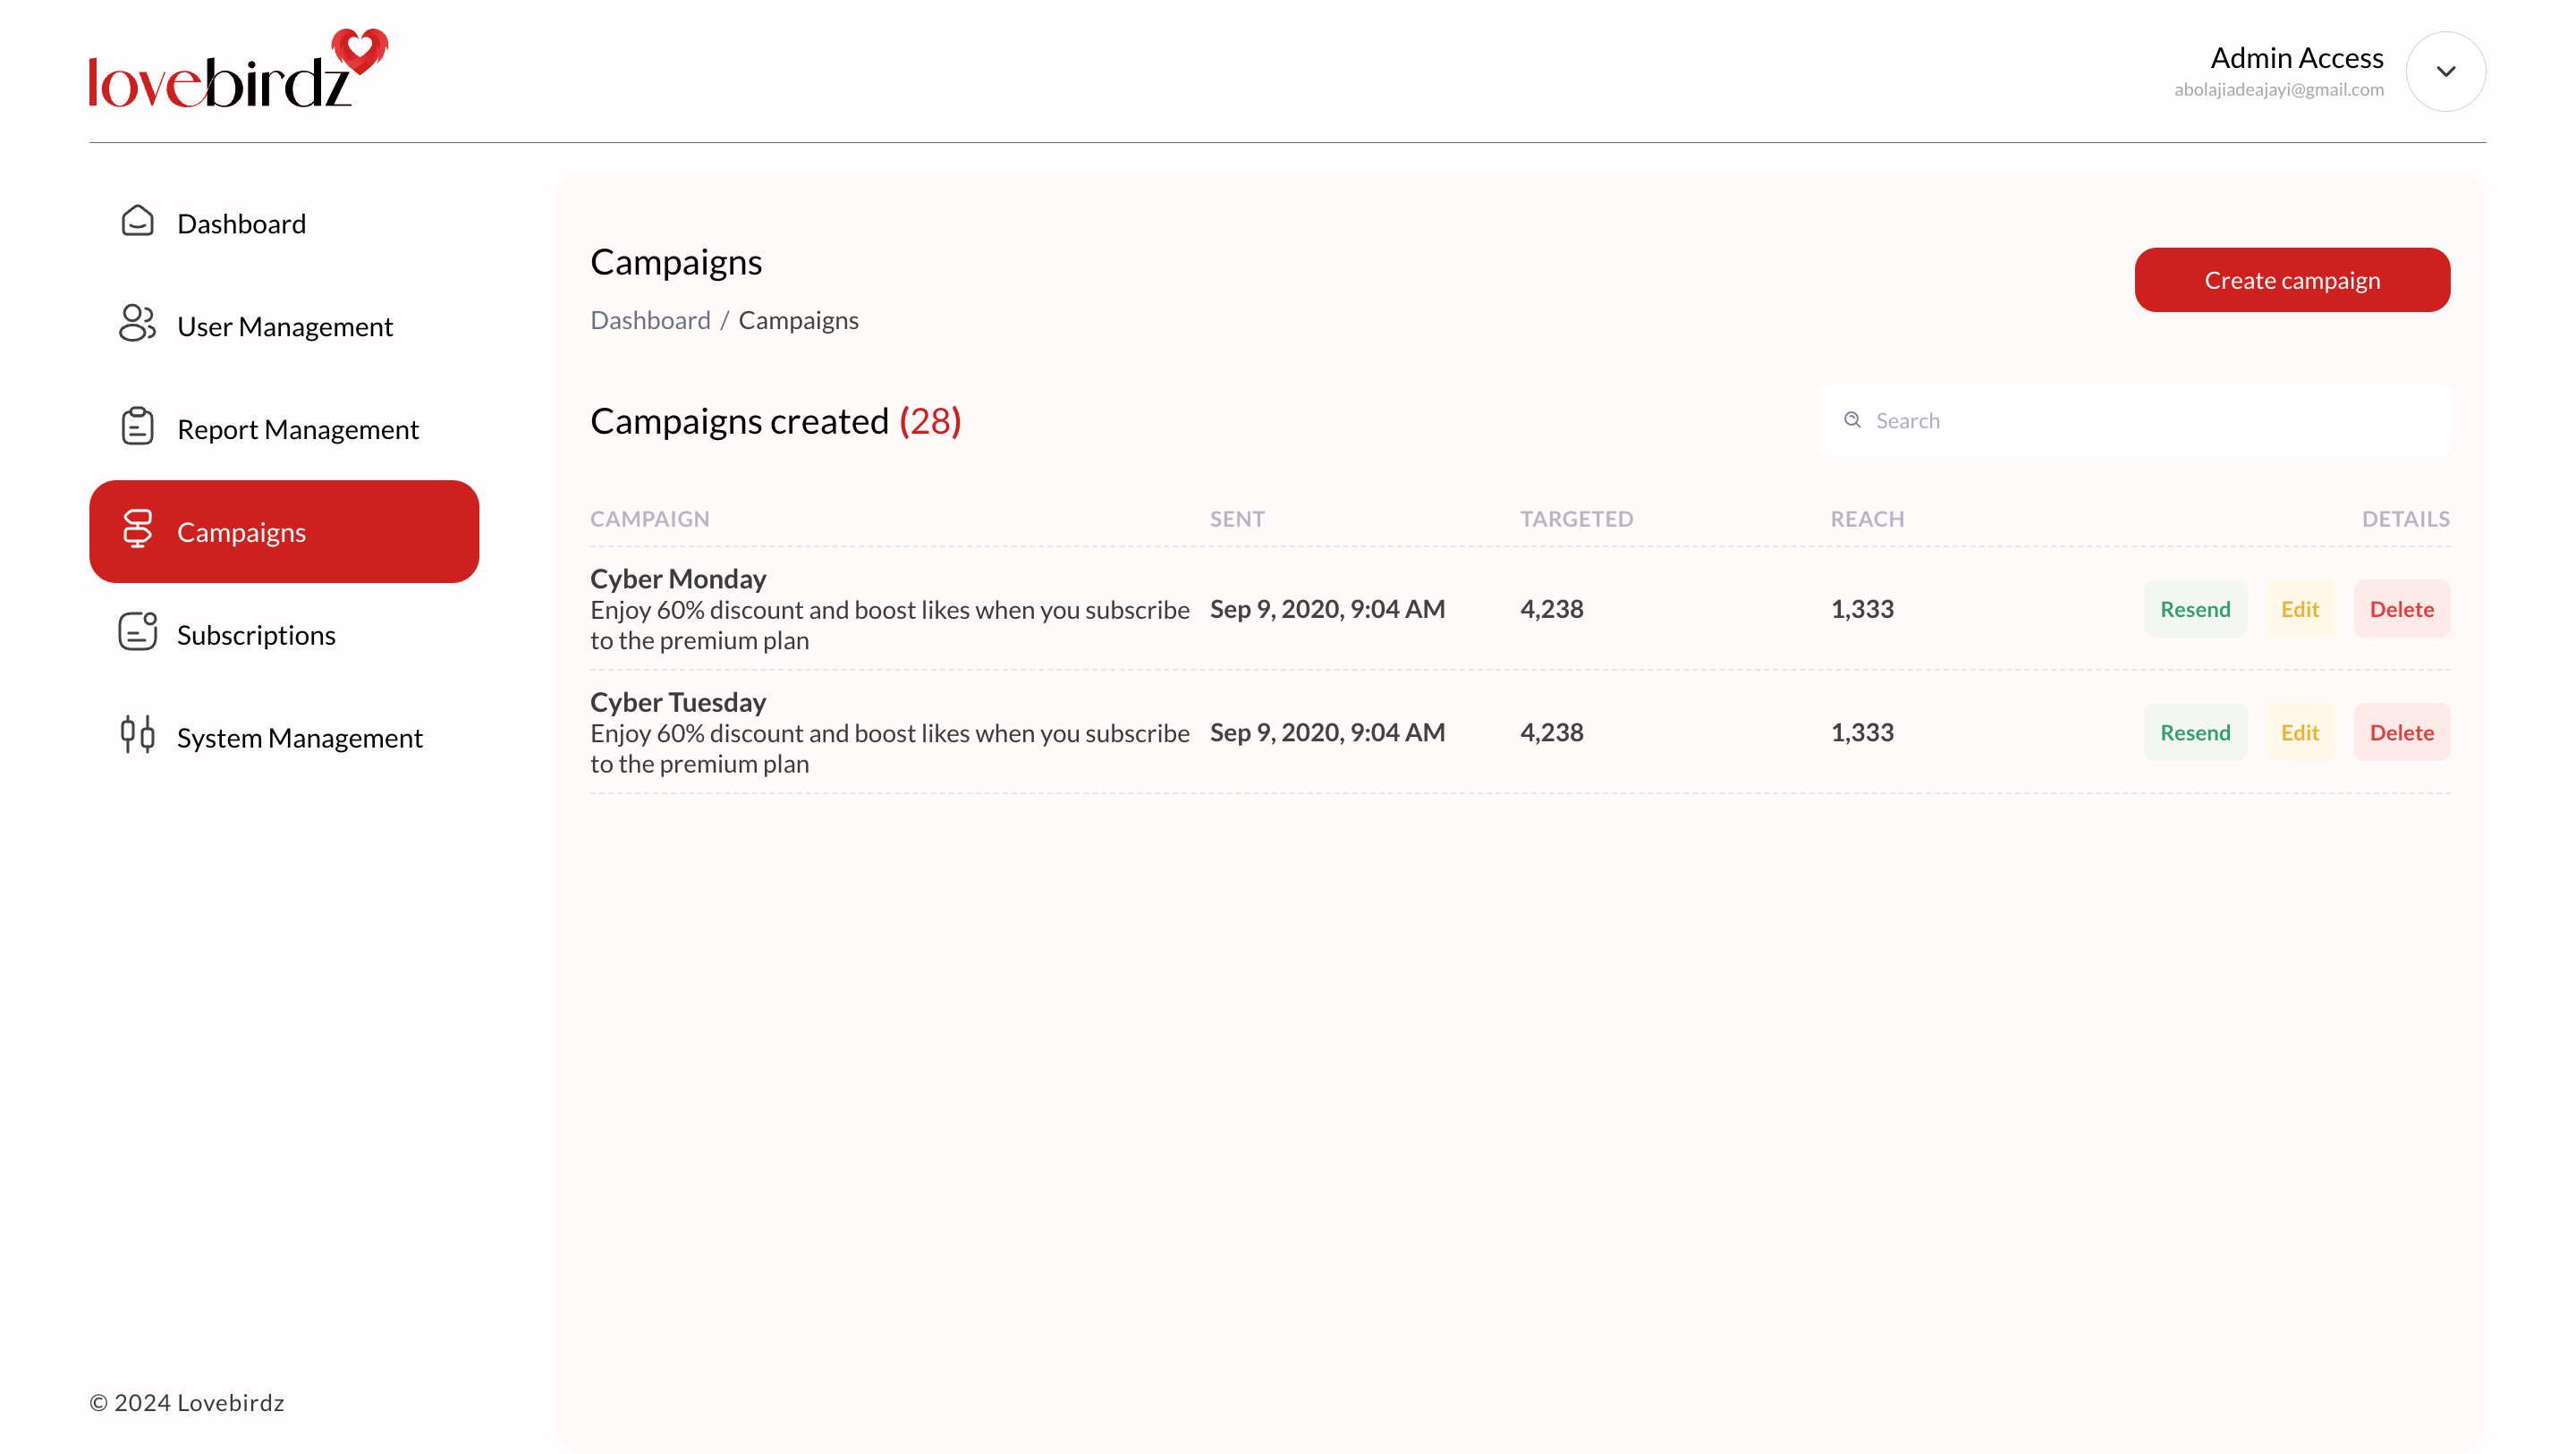 lovebirdz
Admin Access
abolajiadeajayi@gmail.com
Dashboard
User Management
Report Management
Campaigns
Subscriptions
System Management
© 2024 Lovebirdz
Campaigns
Dashboard / Campaigns
Create campaign
Campaigns created (28)
Search
CAMPAIGN SENT TARGETED REACH DETAILS
Cyber Monday
Enjoy 60% discount and boost likes when you subscribe Sep 9, 2020, 9:04 AM 4,238 1,333 Resend Edit Delete
to the premium plan
Cyber Tuesday
Enjoy 60% discount and boost likes when you subscribe Sep 9, 2020, 9:04 AM 4,238 1,333 Resend Edit Delete
to the premium plan